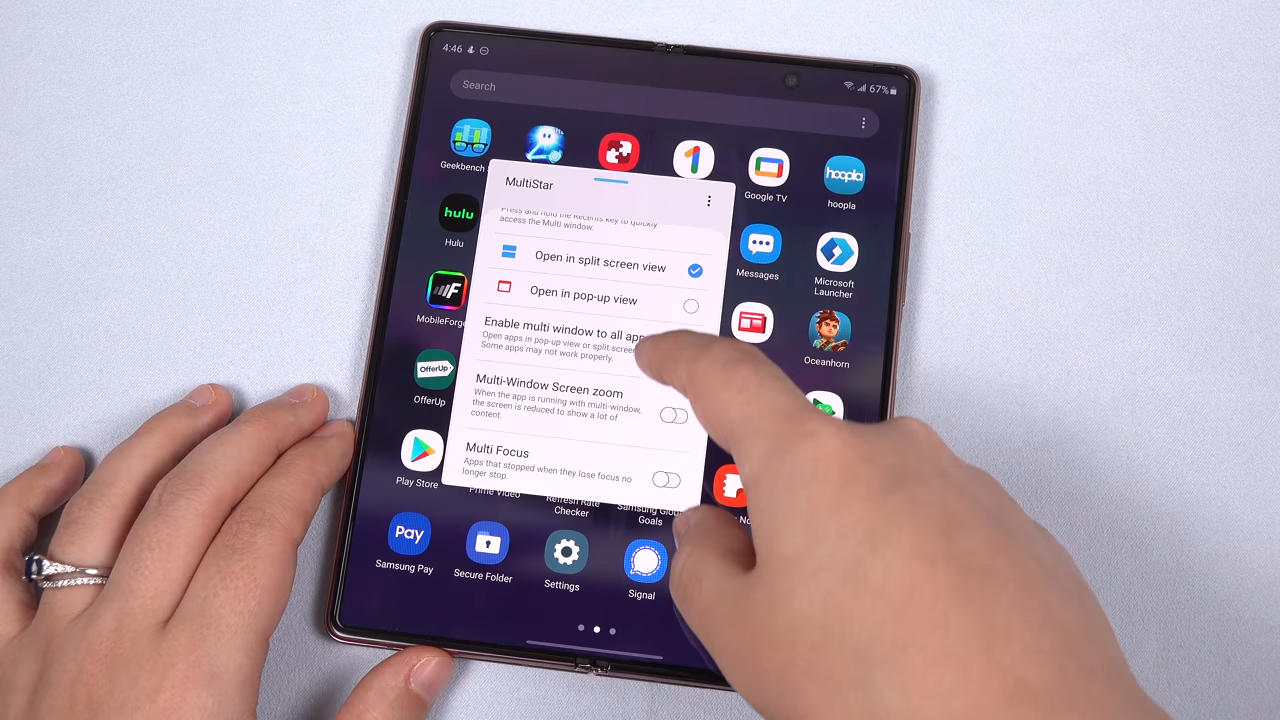 4:46
67%
Search
Geekbench
Google TV
hoopla
hoopla
MultiStar
Press and hold the Recents key to quickly
access the Multi window.
hulu
Hulu
Messages
Microsoft
Launcher
Open in split screen view
Open in pop-up view
Enable multi window to all app
Open apps in pop-up view or split screen
Some apps may not work properly.
MobileForge
Oceanhorn
OfferUp
OfferUp
Multi-Window Screen zoom
When the app is running with multi-window,
the screen is reduced to show a lot of
content.
Multi Focus
Apps that stopped when they lose focus no
longer stop.
Play Store
Prime Video
Refresh Rate
Checker
Samsung Global
Goals
Pay
Samsung Pay
Secure Folder
Settings
Signal